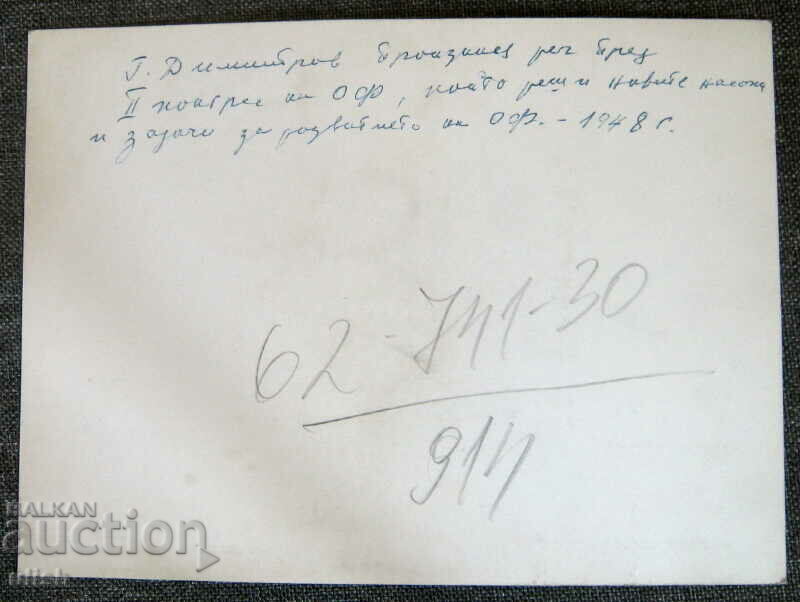 Г. Димитров произнася реч пред
II конгрес на ОФ, който реши новите насоки
и задачи за развитието на ОФ. - 1948 г.
62-741-30
914
BALKAN
auction